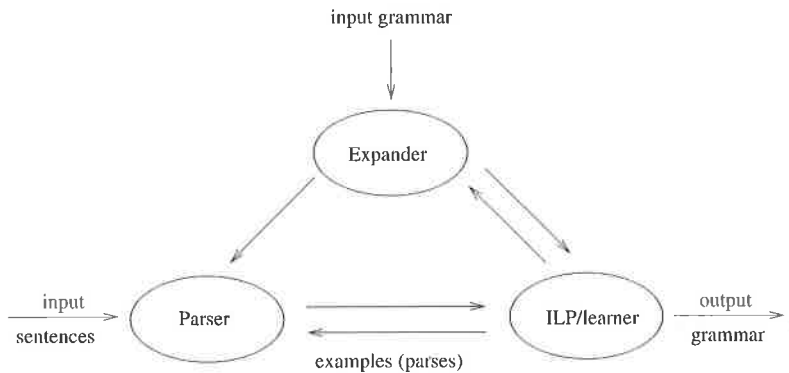 input grammar
Expander
input
sentences
Parser
examples (parses)
ILP/learner
output
grammar